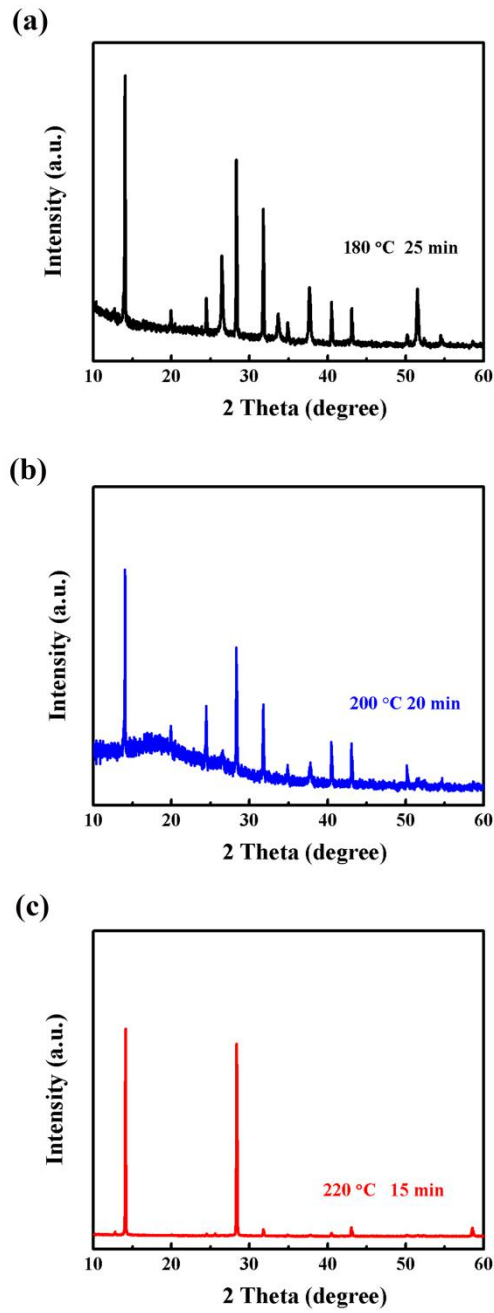 (a)
Intensity (a.u.)
180 °C 25 min
10 20 30 40 50 60
2 Theta (degree)
(b)
Intensity (a.u.)
200 °C 20 min
10 20 30 40 50 60
2 Theta (degree)
(c)
Intensity (a.u.)
220 °C 15 min
10 20 30 40 50 60
2 Theta (degree)